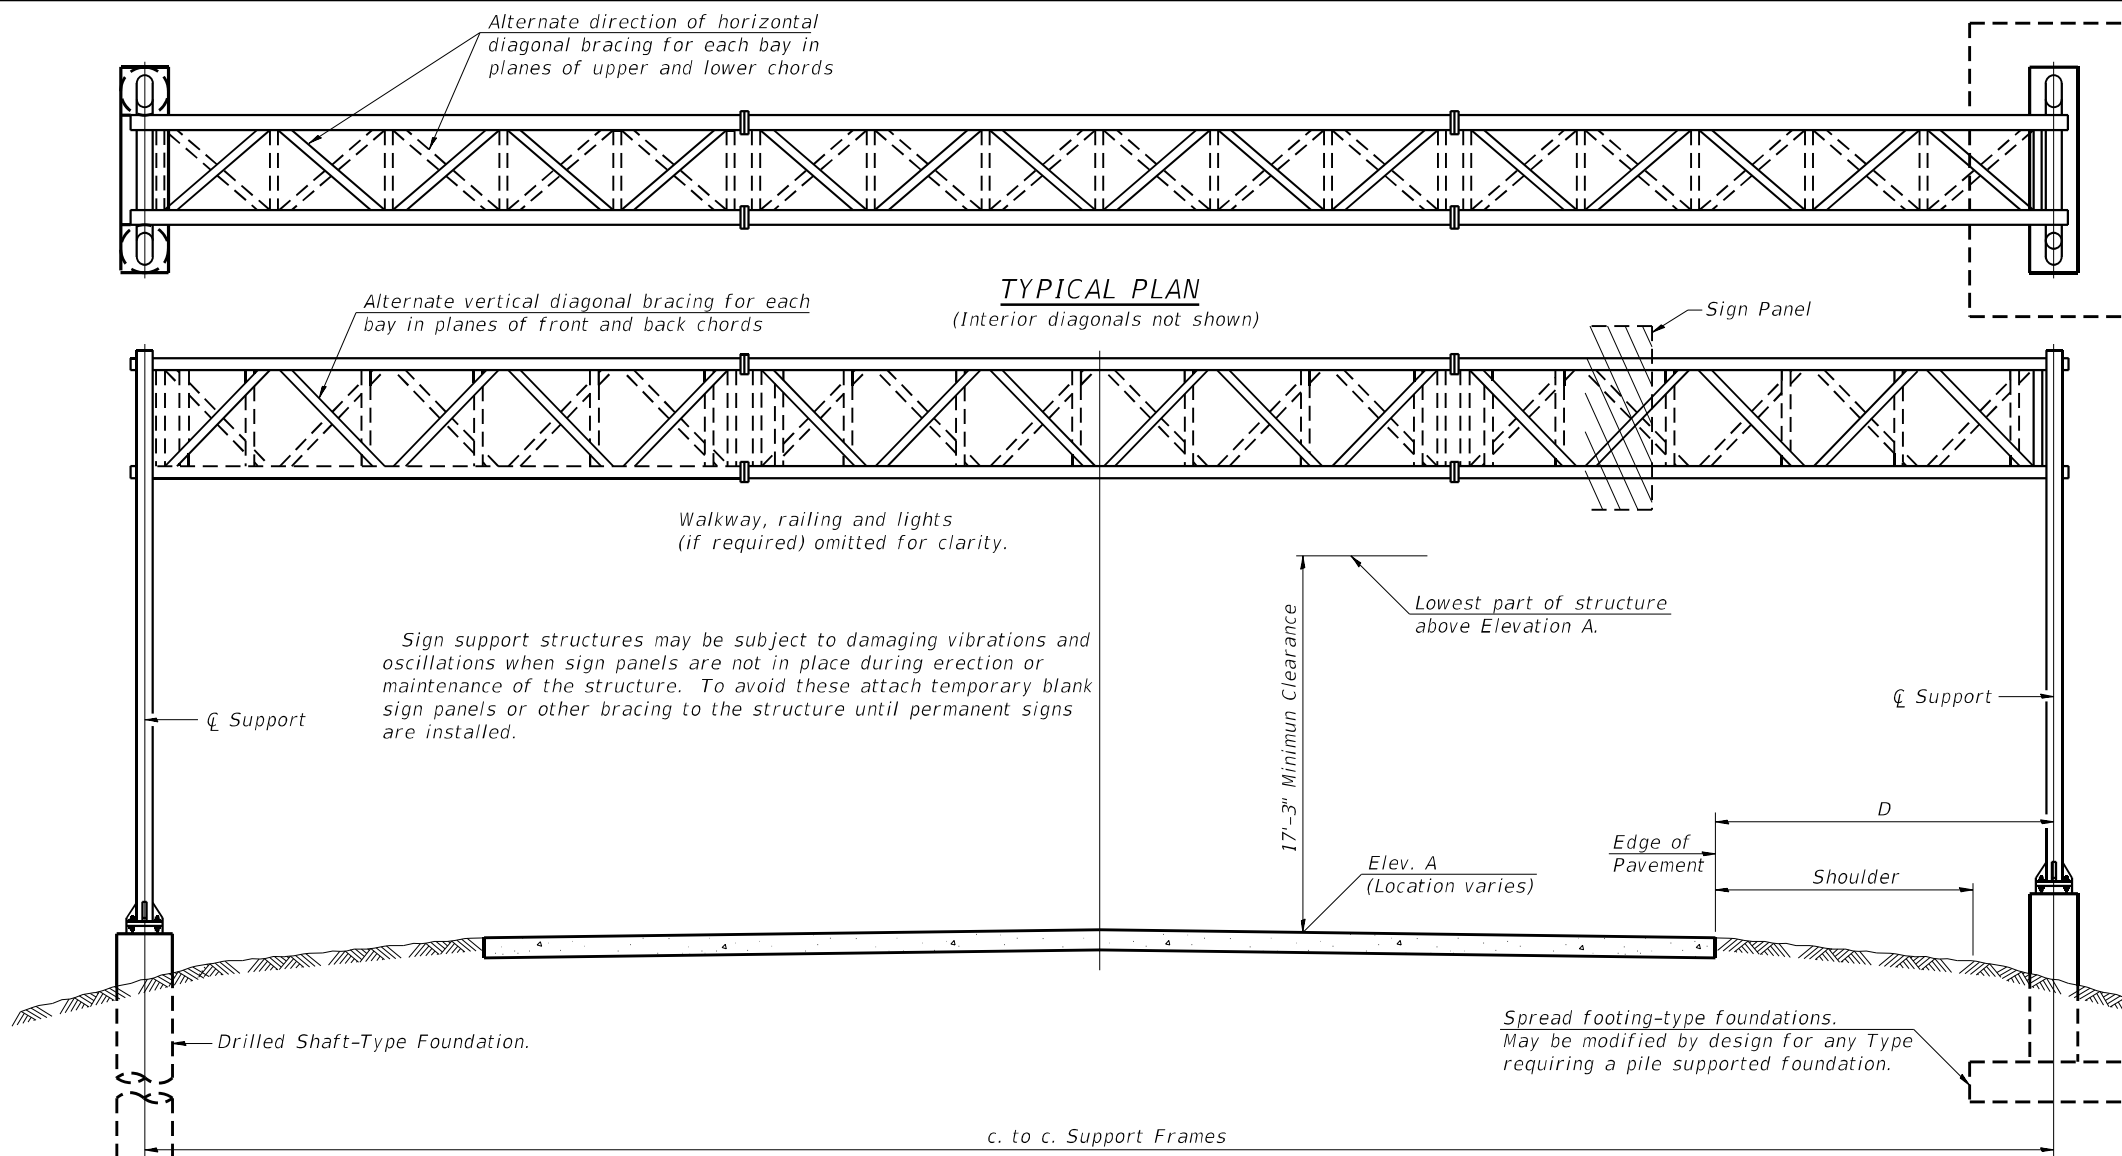 Alternate direction of horizontal
diagonal bracing for each bay in
planes of upper and lower chords
TYPICAL PLAN
(Interior diagonals not shown)
Alternate vertical diagonal bracing for each
bay in planes of front and back chords
Sign Panel
Walkway, railing and lights
(if required) omitted for clarity.
Lowest part of structure
above Elevation A.
17'-3" Minimun Clearance
Sign support structures may be subject to damaging vibrations and
oscillations when sign panels are not in place during erection or
maintenance of the structure. To avoid these attach temporary blank
sign panels or other bracing to the structure until permanent signs
are installed.
℄ Support
℄ Support
D
Edge of
Pavement
Elev. A
(Location varies)
Shoulder
Drilled Shaft-Type Foundation.
Spread footing-type foundations.
May be modified by design for any Type
requiring a pile supported foundation.
c. to c. Support Frames